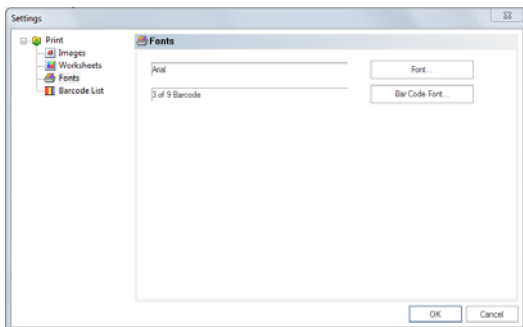 Settings
Print
Images
Worksheets
Fonts
Barcode List
Fonts
Arial
Font...
3 of 9 Barcode
Bar Code Font...
OK
Cancel